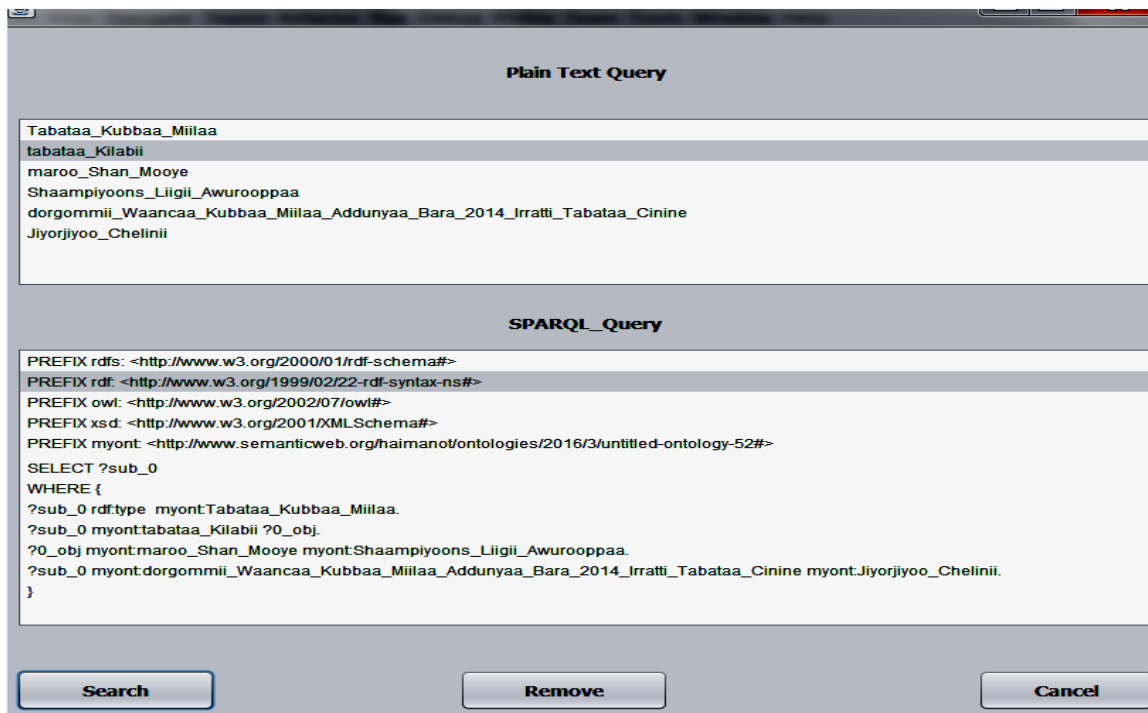 Plain Text Query
Tabataa_Kubbaa_Miilaa
tabataa_Kilabii
maroo_Shan_Mooye
Shaampiyoons_Liigii_Awurooppaa
dorgommii_Waancaa_Kubbaa_Miilaa_Addunyaa_Bara_2014_Irratti_Tabataa_Cinine
Jiyorjiyoo_Chelinii
SPARQL_Query
PREFIX rdfs: <http://www.w3.org/2000/01/rdf-schema#>
PREFIX rdf: <http://www.w3.org/1999/02/22-rdf-syntax-ns#>
PREFIX owl: <http://www.w3.org/2002/07/owl#>
PREFIX xsd: <http://www.w3.org/2001/XMLSchema#>
PREFIX myont: <http://www.semanticweb.org/haimanot/ontologies/2016/3/untitled-ontology-52#>
SELECT ?sub_0
WHERE {
?sub_0 rdf:type myont:Tabataa_Kubbaa_Miilaa.
?sub_0 myont:tabataa_Kilabii ?0_obj.
?0_obj myont:maroo_Shan_Mooye myont:Shaampiyoons_Liigii_Awurooppaa.
?sub_0 myont:dorgommii_Waancaa_Kubbaa_Miilaa_Addunyaa_Bara_2014_Irratti_Tabataa_Cinine myont:Jiyorjiyoo_Chelinii.
}
Search
Remove
Cancel